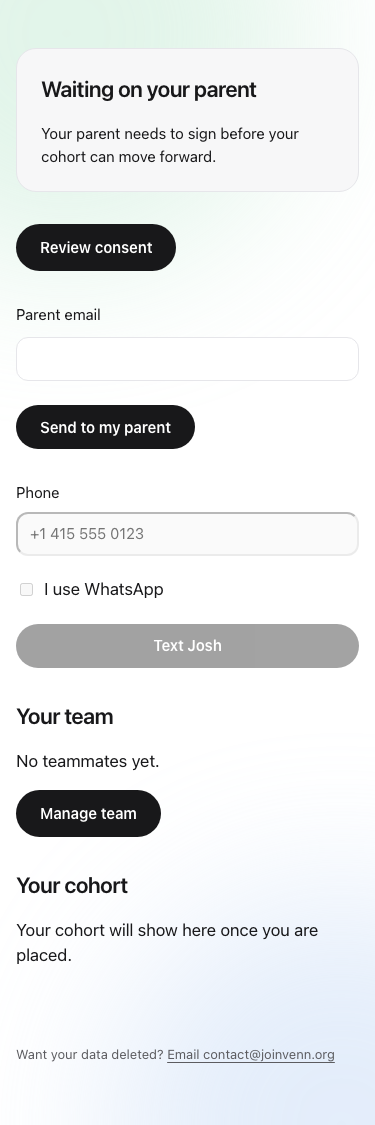 Waiting on your parent
Your parent needs to sign before your
cohort can move forward.
Review consent
Parent email
Send to my parent
Phone
+1 415 555 0123
I use WhatsApp
Text Josh
Your team
No teammates yet.
Manage team
Your cohort
Your cohort will show here once you are
placed.
Want your data deleted? Email contact@joinvenn.org